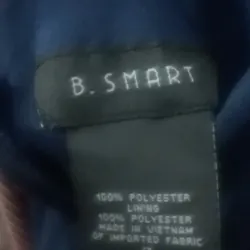 B. SMART
100% POLYESTER
LINING
100% POLYESTER
MADE IN VIETNAM
OF IMPORTED FABRIC